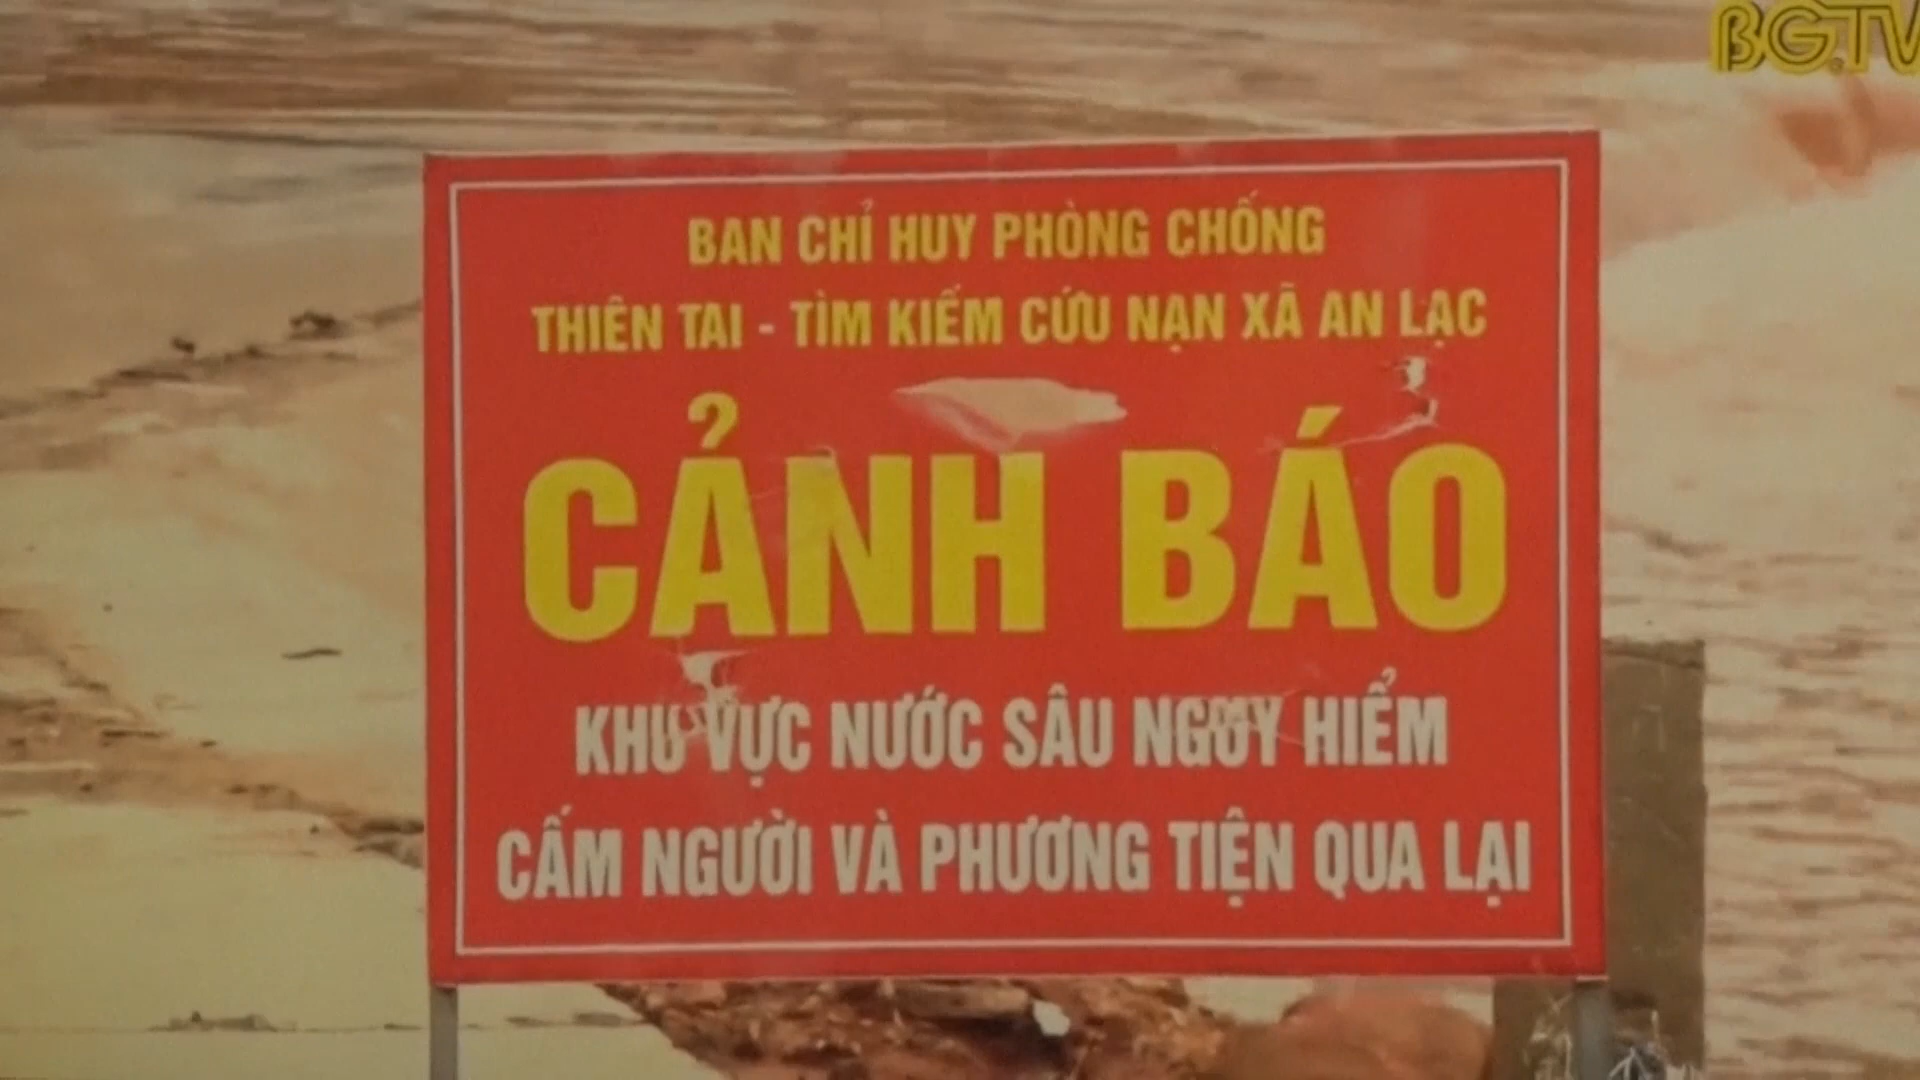 BGTV
BAN CHỈ HUY PHÒNG CHỐNG
THIÊN TAI - TÌM KIẾM CỨU NẠN XÃ AN LẠC
CẢNH BÁO
KHU VỰC NƯỚC SÂU NGUY HIỂM
CẤM NGƯỜI VÀ PHƯƠNG TIỆN QUA LẠI